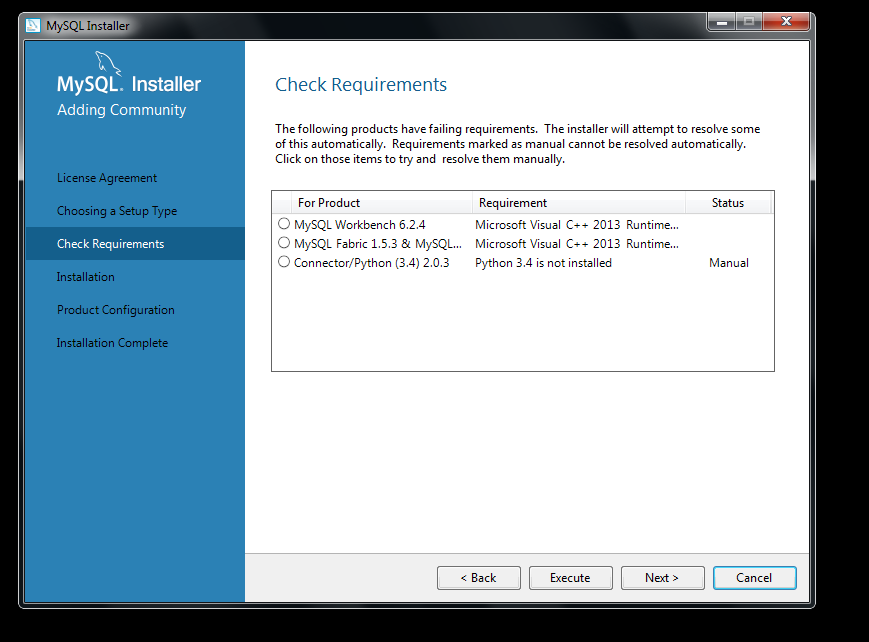 MySQL Installer
MySQL. Installer
Adding Community
License Agreement
Choosing a Setup Type
Check Requirements
Installation
Product Configuration
Installation Complete
Check Requirements
The following products have failing requirements. The installer will attempt to resolve some
of this automatically. Requirements marked as manual cannot be resolved automatically.
Click on those items to try and resolve them manually.
For Product Requirement Status
MySQL Workbench 6.2.4 Microsoft Visual C++ 2013 Runtime...
MySQL Fabric 1.5.3 & MySQL... Microsoft Visual C++ 2013 Runtime...
Connector/Python (3.4) 2.0.3 Python 3.4 is not installed Manual
< Back Execute Next > Cancel